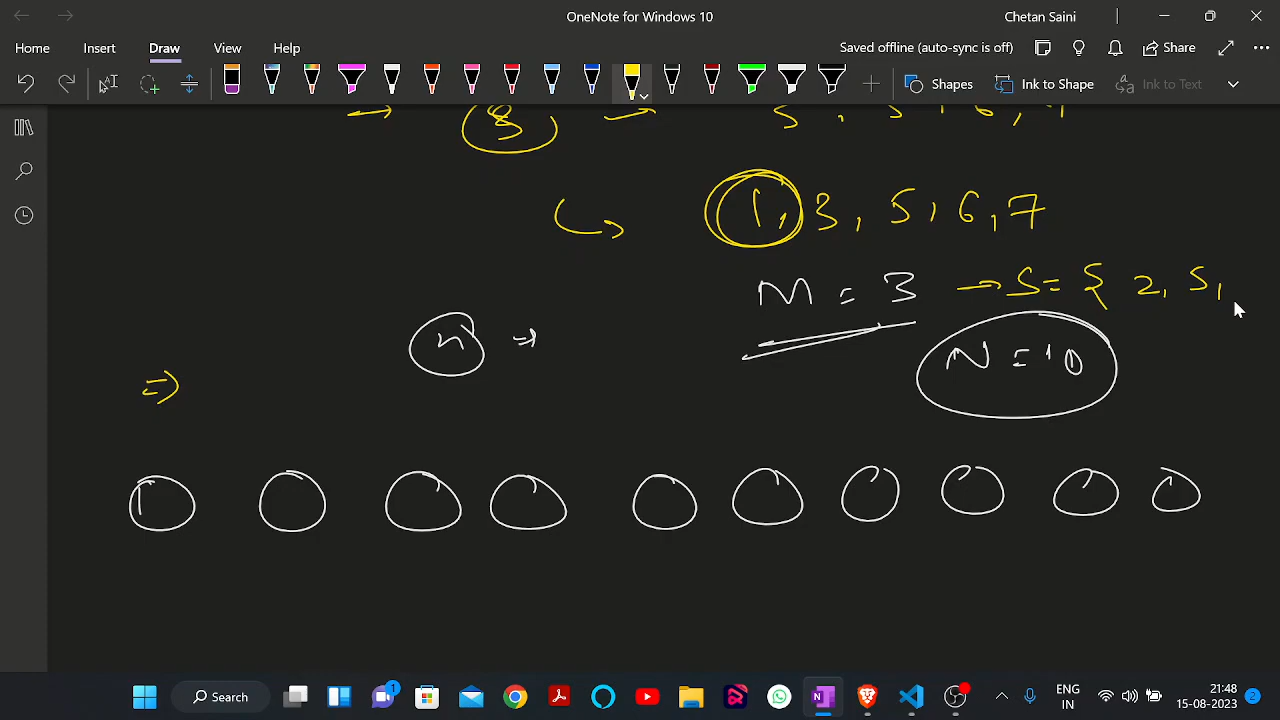 OneNote for Windows 10
Chetan Saini
Home Insert Draw View Help
Saved offline (auto-sync is off)
Share
Shapes
Ink to Shape
Ink to Text
8 →
1, 3, 5, 6, 7
M = 3 → S = { 2, 5,
n ⇒
N = 10
⇒
Search
ENG
IN
21:48
15-08-2023
1
2